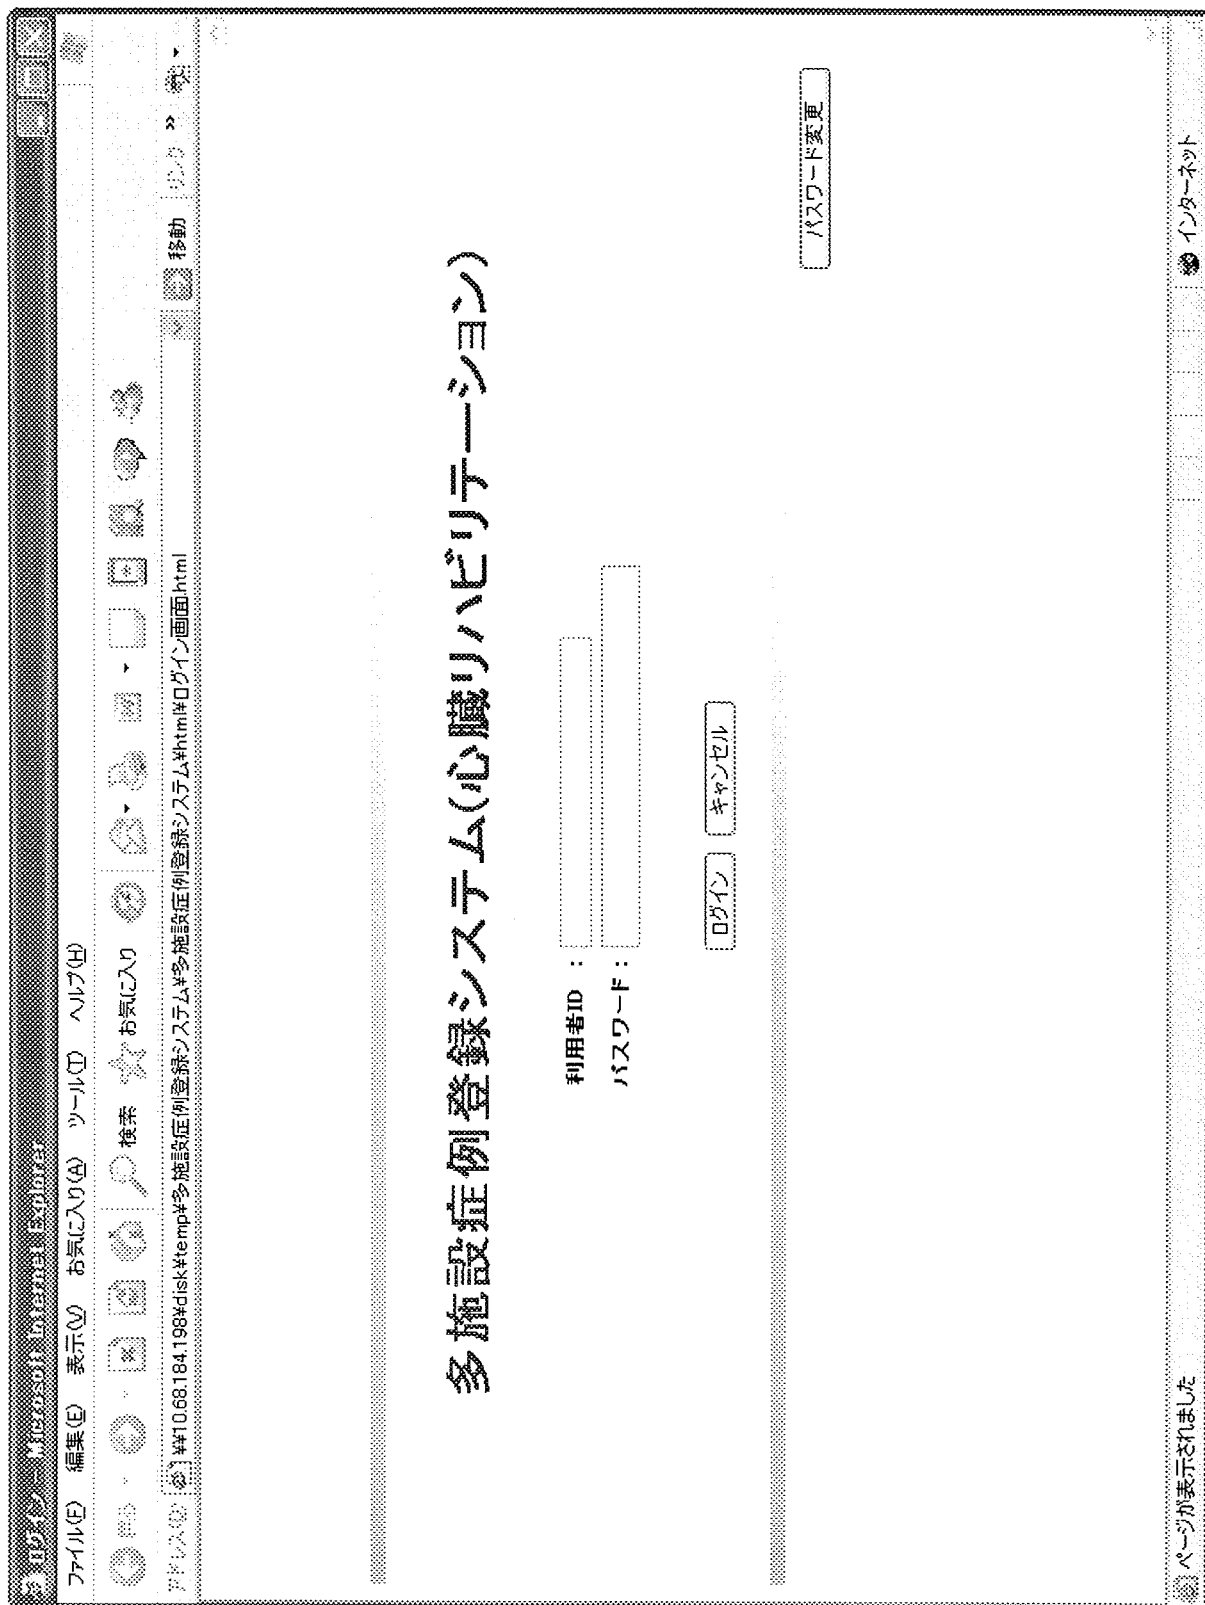 ログイン - Microsoft Internet Explorer
ファイル(F) 編集(E) 表示(V) お気に入り(A) ツール(T) ヘルプ(H)
検索 お気に入り
アドレス(D) ¥¥10.68.184.198¥disk¥temp¥多施設症例登録システム¥多施設症例登録システム¥html¥ログイン画面.html 移動 リンク »
多施設症例登録システム(心臓リハビリテーション)
利用者ID :
パスワード :
ログイン キャンセル
パスワード変更
ページが表示されました インターネット